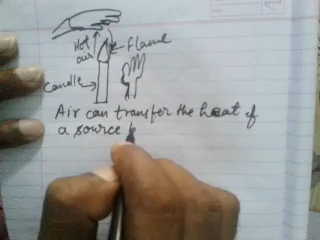 Hot
air
Flame
Candle
Air can transfer the heat of
a source